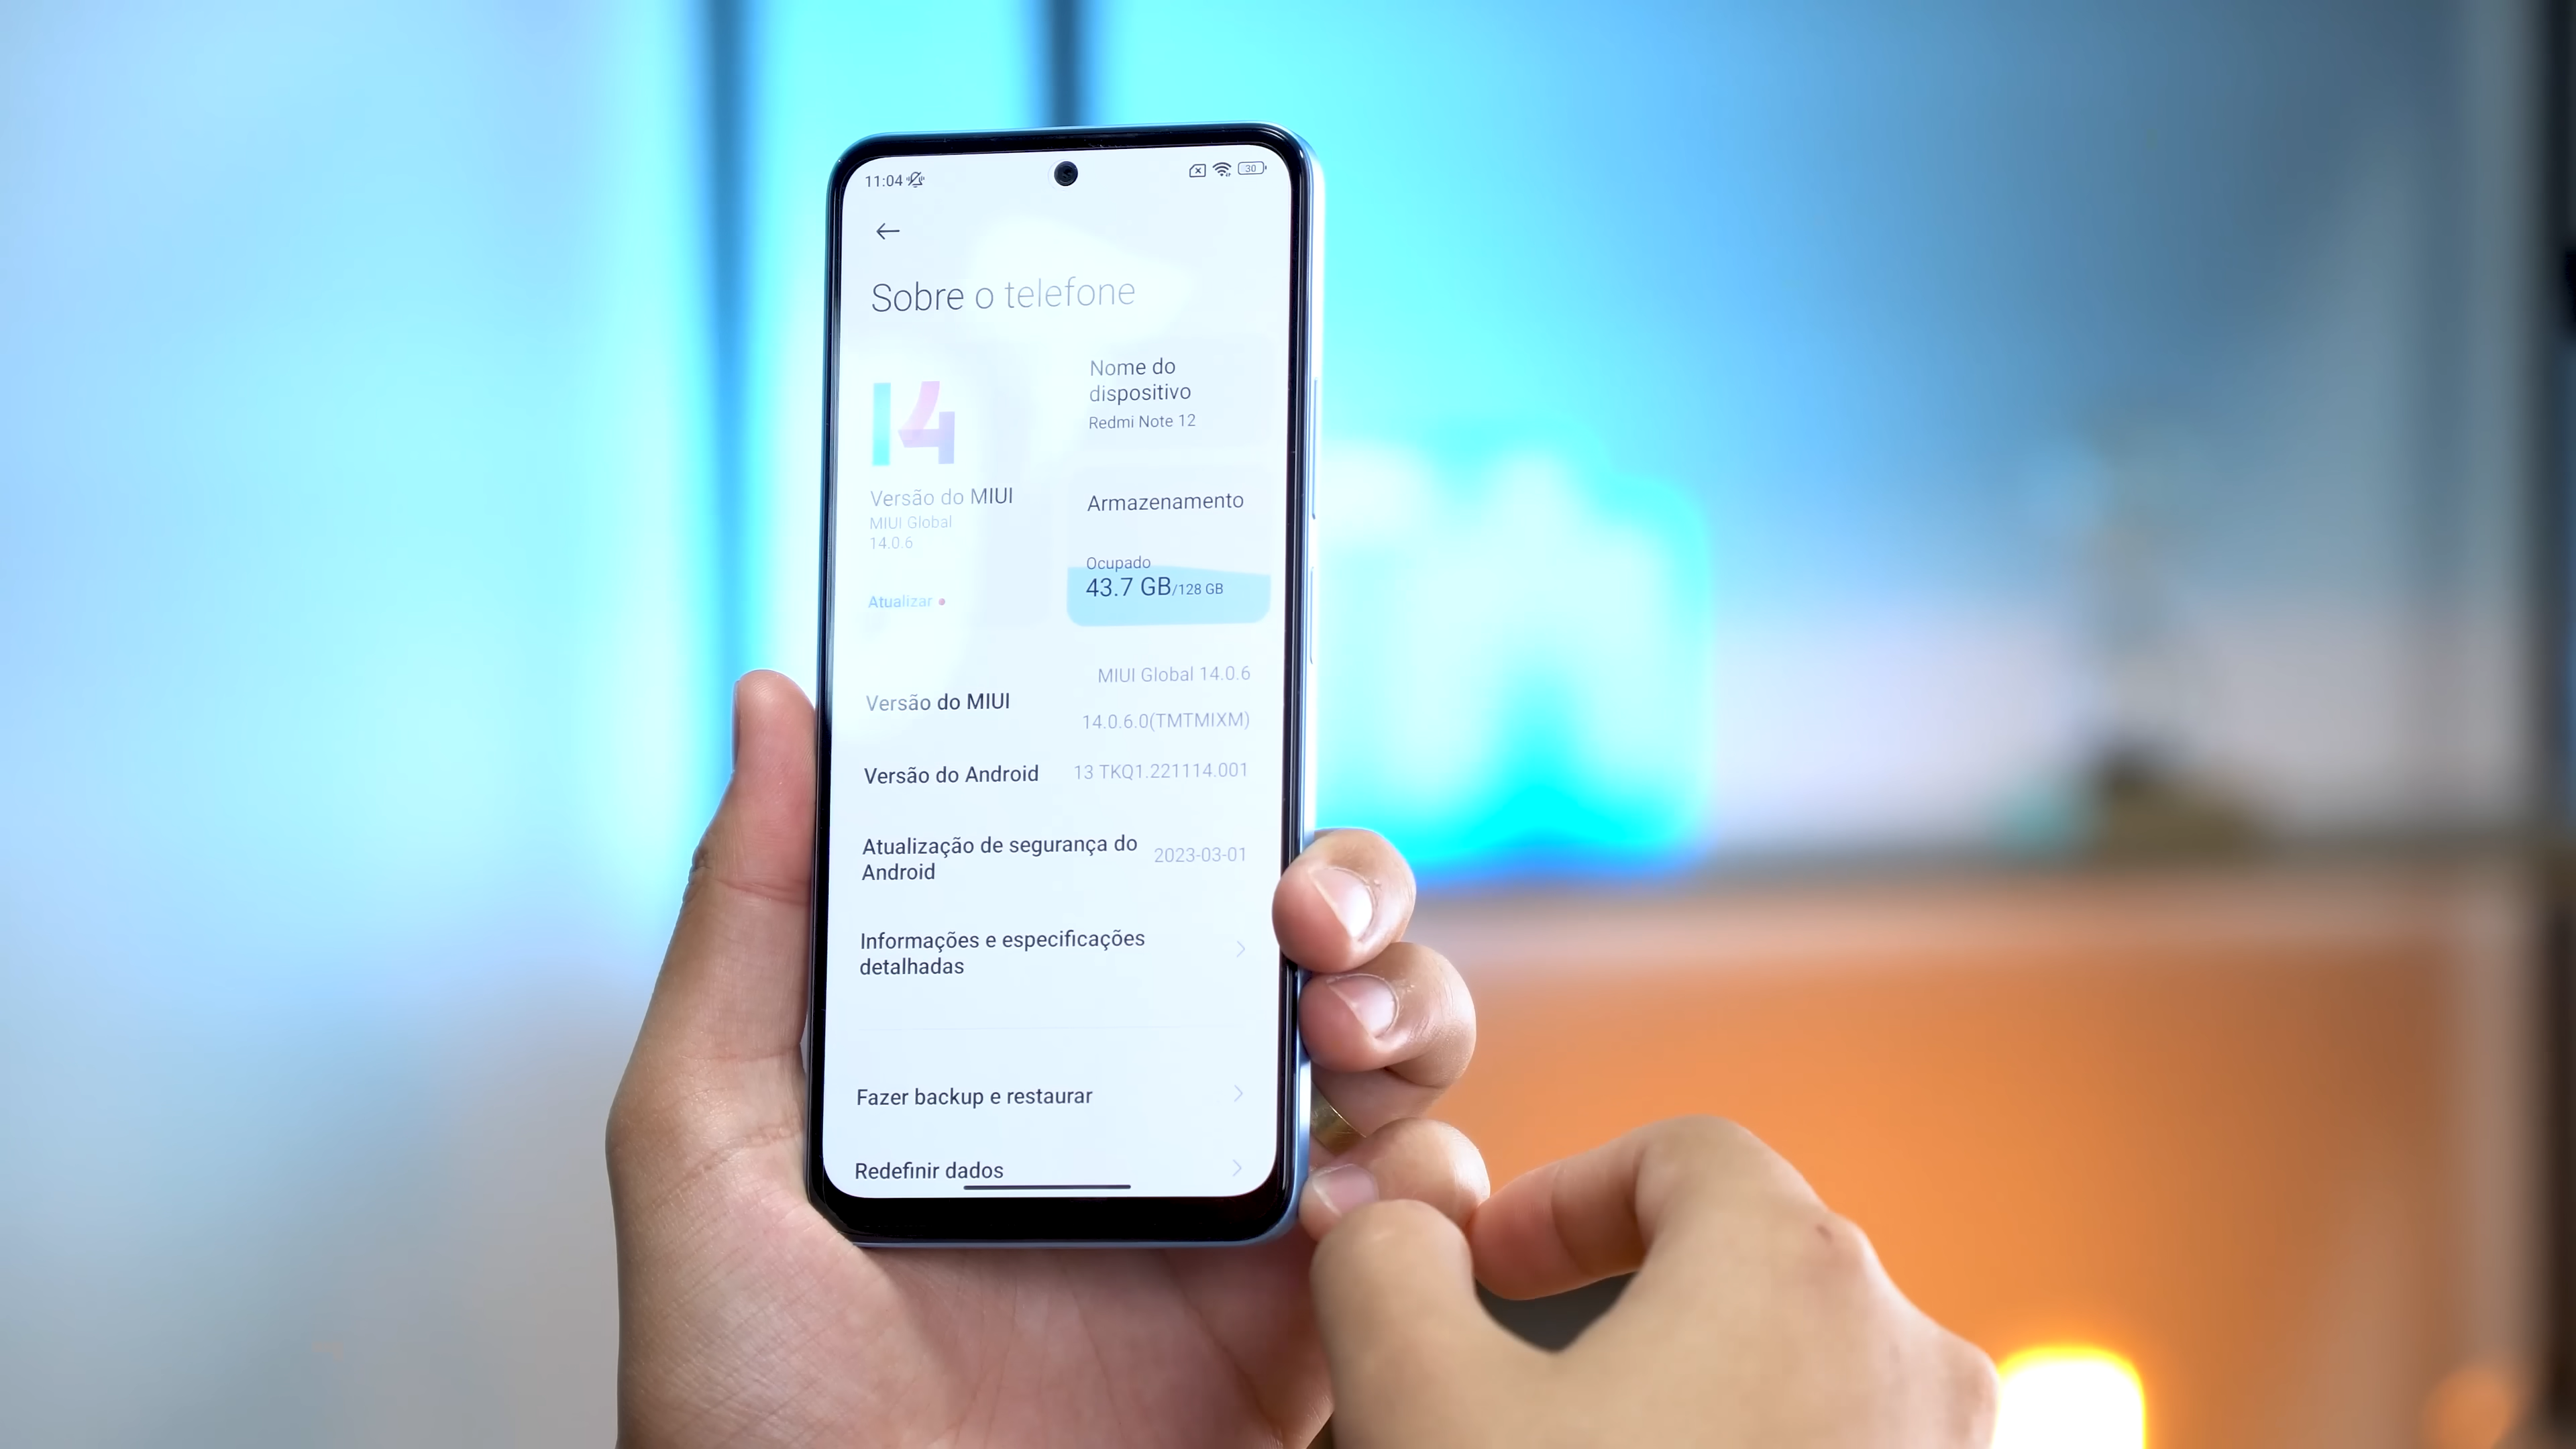 11:04
30
Sobre o telefone
14
Versão do MIUI
MIUI Global
14.0.6
Atualizar
Nome do
dispositivo
Redmi Note 12
Armazenamento
Ocupado
43.7 GB/128 GB
Versão do MIUI
MIUI Global 14.0.6
14.0.6.0(TMTMIXM)
Versão do Android
13 TKQ1.221114.001
Atualização de segurança do
Android
2023-03-01
Informações e especificações
detalhadas
Fazer backup e restaurar
Redefinir dados